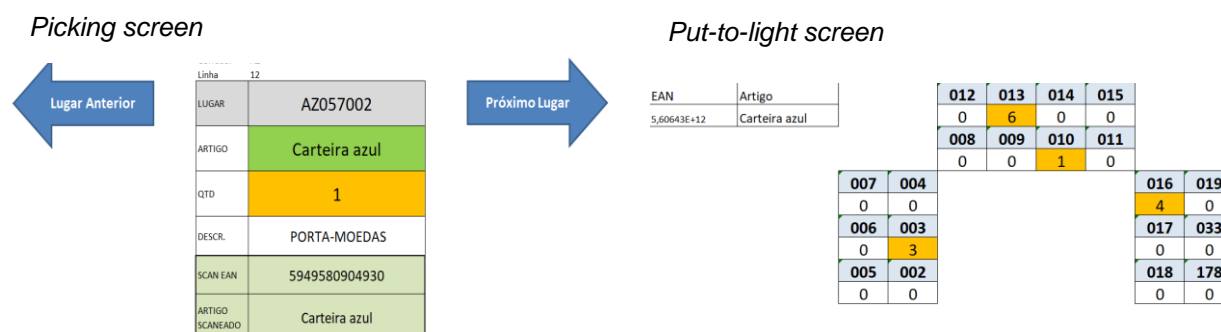 Picking screen
Put-to-light screen
Linha 12
Lugar Anterior
LUGAR AZ057002
Próximo Lugar
ARTIGO Carteira azul
QTD 1
DESCR. PORTA-MOEDAS
SCAN EAN 5949580904930
ARTIGO SCANEADO Carteira azul
EAN Artigo
5,60643E+12 Carteira azul
012 013 014 015
0 6 0 0
008 009 010 011
0 0 1 0
007 004
0 0
006 003
0 3
005 002
0 0
016 019
4 0
017 033
0 0
018 178
0 0